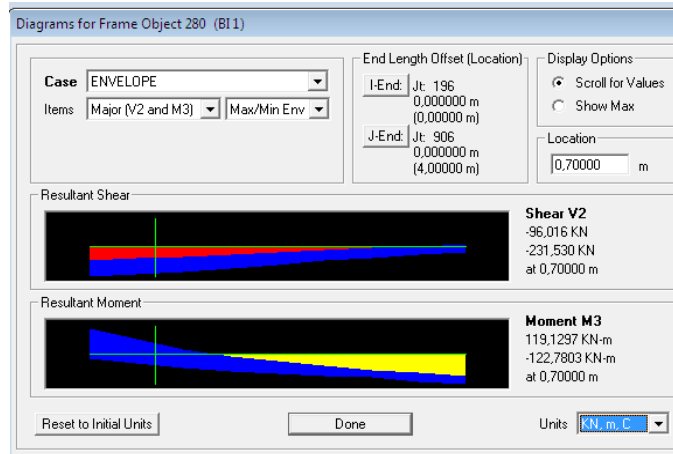 Diagrams for Frame Object 280 (BI 1)
Case ENVELOPE
Items Major (V2 and M3) Max/Min Env
End Length Offset (Location)
I-End: Jt: 196
0,000000 m
(0,00000 m)
J-End: Jt: 906
0,000000 m
(4,00000 m)
Display Options
Scroll for Values
Show Max
Location
0,70000 m
Resultant Shear
Shear V2
-96,016 KN
-231,530 KN
at 0,70000 m
Resultant Moment
Moment M3
119,1297 KN-m
-122,7803 KN-m
at 0,70000 m
Reset to Initial Units
Done
Units KN, m, C